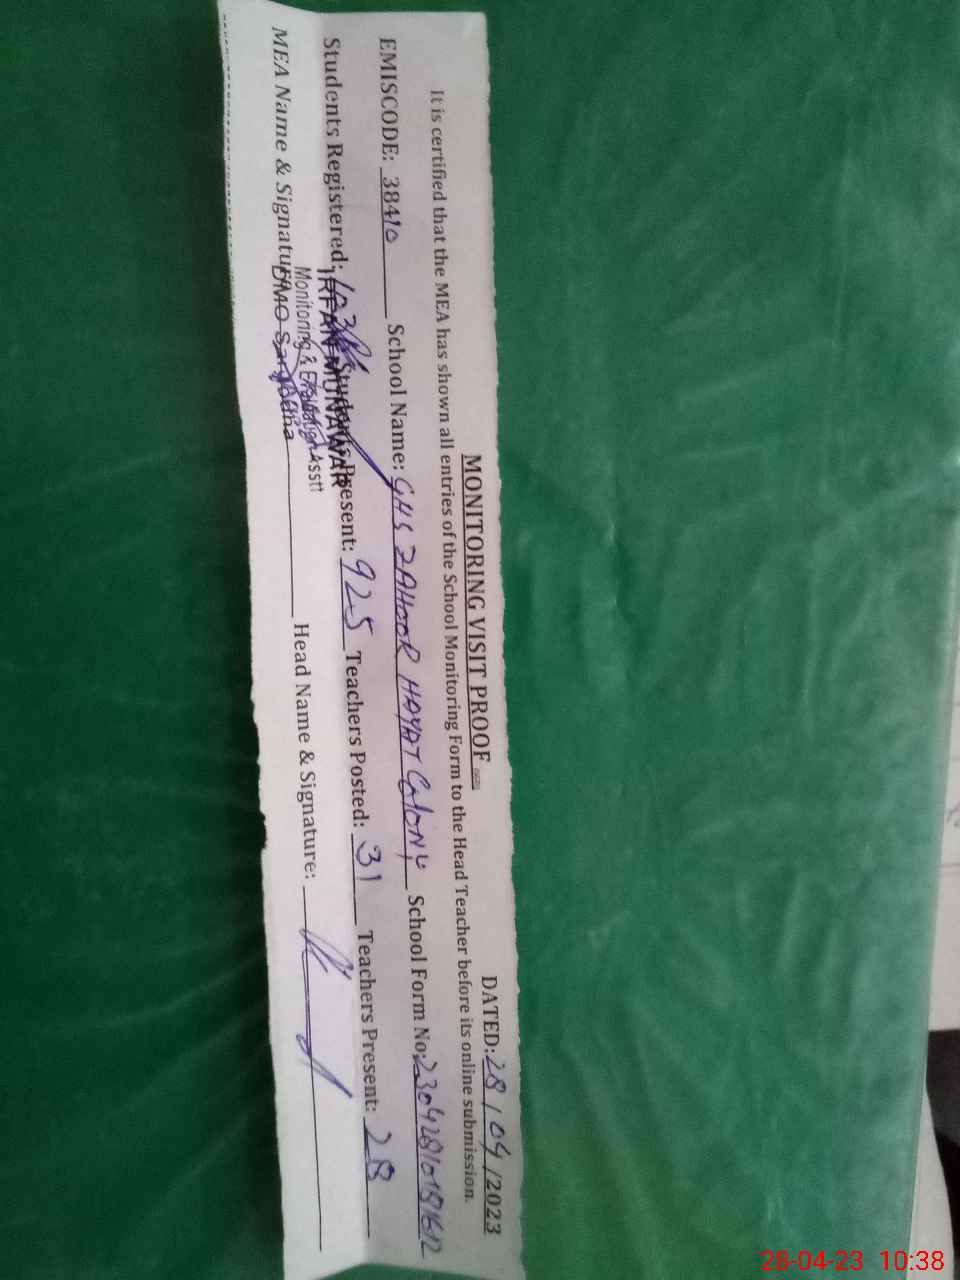 MONITORING VISIT PROOF
DATED: 28/04/2023
It is certified that the MEA has shown all entries of the School Monitoring Form to the Head Teacher before its online submission.
EMISCODE: 38410 School Name: GHS ZAHOOR HAYAT COLONY School Form No:
Students Registered: Students Present: 925 Teachers Posted: 31 Teachers Present: 28
IRFAN MUNAWAR
Monitoring & Evaluation Asstt
DMO Sargodha
MEA Name & Signature Head Name & Signature:
28-04-23 10:38